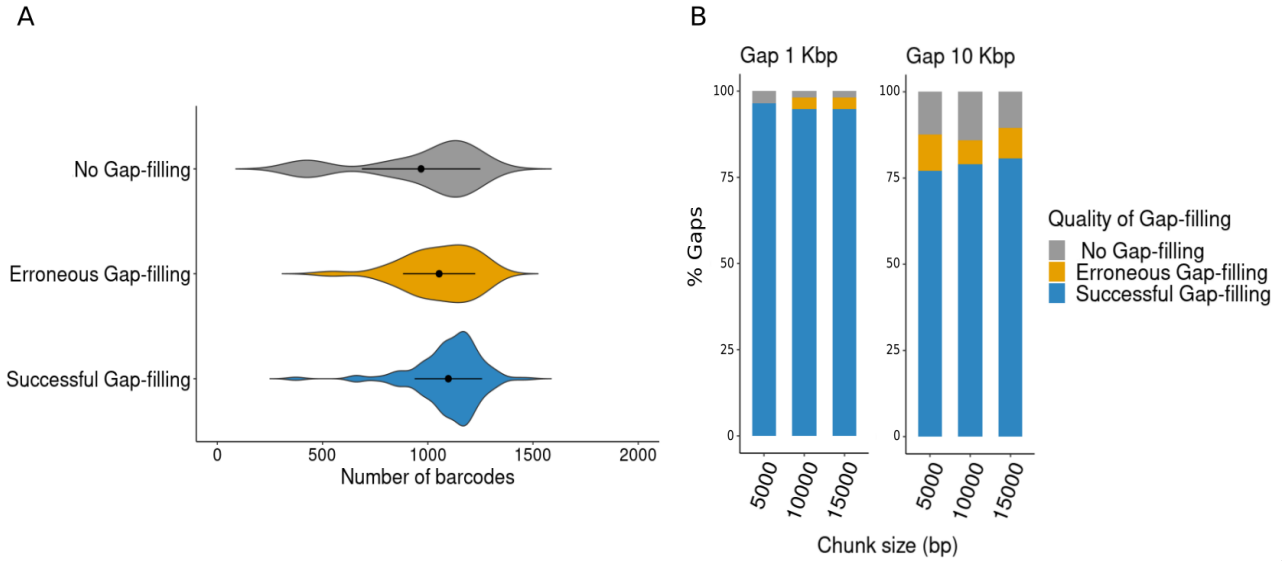 A
No Gap-filling
Erroneous Gap-filling
Successful Gap-filling
0 500 1000 1500 2000
Number of barcodes
B
Gap 1 Kbp Gap 10 Kbp
% Gaps
100
75
50
25
0
100
75
50
25
0
5000 10000 15000 5000 10000 15000
Chunk size (bp)
Quality of Gap-filling
No Gap-filling
Erroneous Gap-filling
Successful Gap-filling